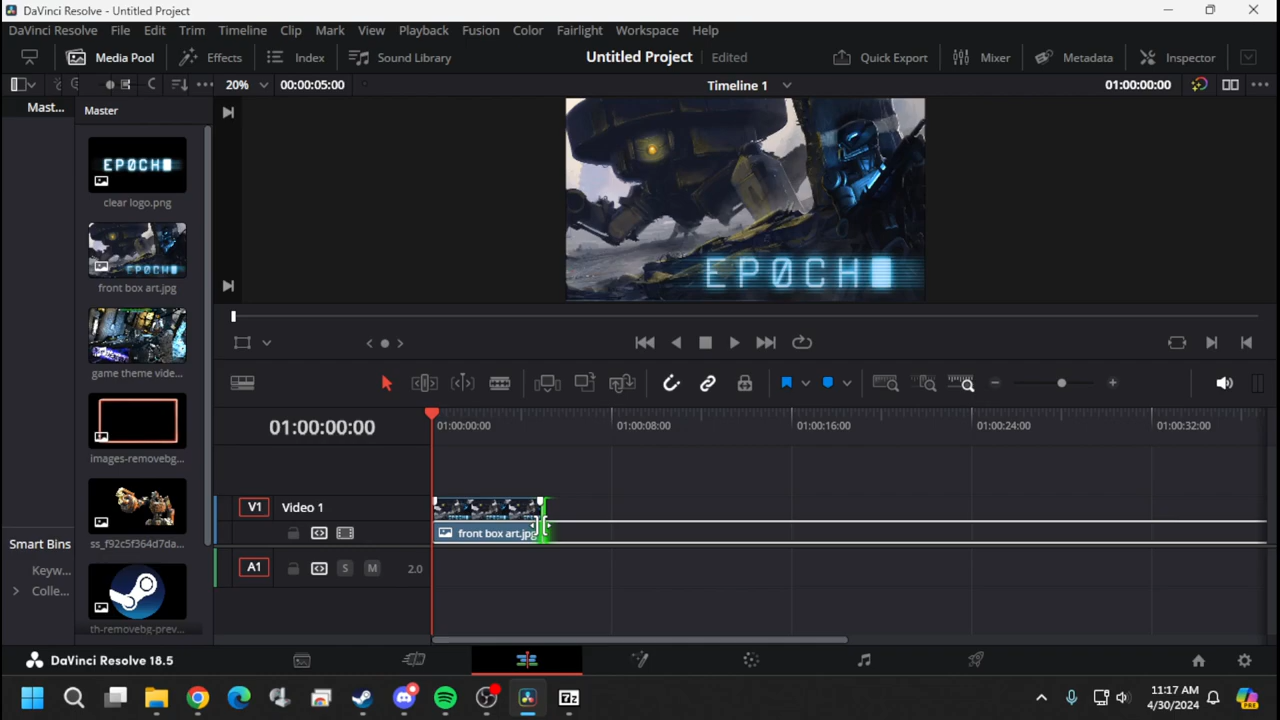 DaVinci Resolve - Untitled Project
DaVinci Resolve File Edit Trim Timeline Clip Mark View Playback Fusion Color Fairlight Workspace Help
Media Pool Effects Index Sound Library Untitled Project Edited Quick Export Mixer Metadata Inspector
20% 00:00:05:00 Timeline 1 01:00:00:00
Mast... Master
EPOCH
clear logo.png
EPOCH
front box art.jpg
game theme vide...
images-removebg...
ss_f92c5f364d7da...
th-removebg-prev...
Smart Bins
Keyw...
Colle...
EPOCH
01:00:00:00
01:00:00:00 01:00:08:00 01:00:16:00 01:00:24:00 01:00:32:00
V1 Video 1
front box art.jpg
A1 S M 2.0
DaVinci Resolve 18.5
7z
11:17 AM
4/30/2024
PRE